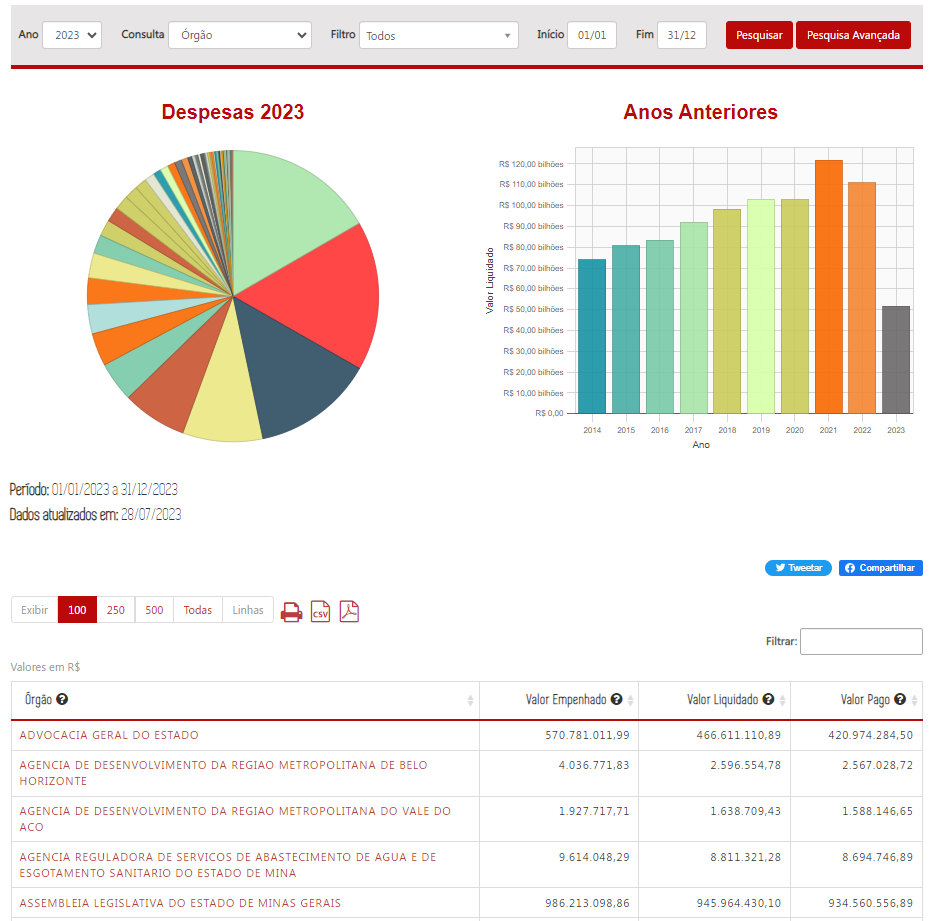 Ano 2023 Consulta Órgão Filtro Todos Início 01/01 Fim 31/12 Pesquisar Pesquisa Avançada
Despesas 2023
Anos Anteriores
R$ 120,00 bilhões
R$ 110,00 bilhões
R$ 100,00 bilhões
R$ 90,00 bilhões
R$ 80,00 bilhões
R$ 70,00 bilhões
R$ 60,00 bilhões
R$ 50,00 bilhões
R$ 40,00 bilhões
R$ 30,00 bilhões
R$ 20,00 bilhões
R$ 10,00 bilhões
R$ 0,00
Valor Liquidado
2014 2015 2016 2017 2018 2019 2020 2021 2022 2023
Ano
Período: 01/01/2023 a 31/12/2023
Dados atualizados em: 28/07/2023
Tweetar Compartilhar
Exibir 100 250 500 Todas Linhas CSV
Filtrar:
Valores em R$
Órgão ? Valor Empenhado ? Valor Liquidado ? Valor Pago ?
ADVOCACIA GERAL DO ESTADO 570.781.011,99 466.611.110,89 420.974.284,50
AGENCIA DE DESENVOLVIMENTO DA REGIAO METROPOLITANA DE BELO 4.036.771,83 2.596.554,78 2.567.028,72
HORIZONTE
AGENCIA DE DESENVOLVIMENTO DA REGIAO METROPOLITANA DO VALE DO 1.927.717,71 1.638.709,43 1.588.146,65
ACO
AGENCIA REGULADORA DE SERVICOS DE ABASTECIMENTO DE AGUA E DE 9.614.048,29 8.811.321,28 8.694.746,89
ESGOTAMENTO SANITARIO DO ESTADO DE MINA
ASSEMBLEIA LEGISLATIVA DO ESTADO DE MINAS GERAIS 986.213.098,86 945.964.430,10 934.560.556,89